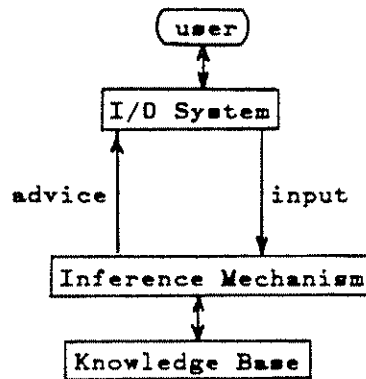 user
I/O System
advice
input
Inference Mechanism
Knowledge Base